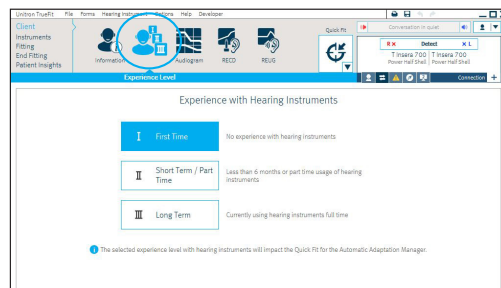 Unitron TrueFit File Forms Hearing Instrument Options Help Developer
Client
Instruments
Fitting
End Fitting
Patient Insights
Information
Audiogram
RECD
REUG
Quick Fit
Conversation in quiet
R X Detect X L
T Insera 700 T Insera 700
Power Half Shell Power Half Shell
Experience Level
Connection +
Experience with Hearing Instruments
I First Time
No experience with hearing instruments
II Short Term / Part
Time
Less than 6 months or part time usage of hearing
instruments
III Long Term
Currently using hearing instruments full time
i The selected experience level with hearing instruments will impact the Quick Fit for the Automatic Adaptation Manager.